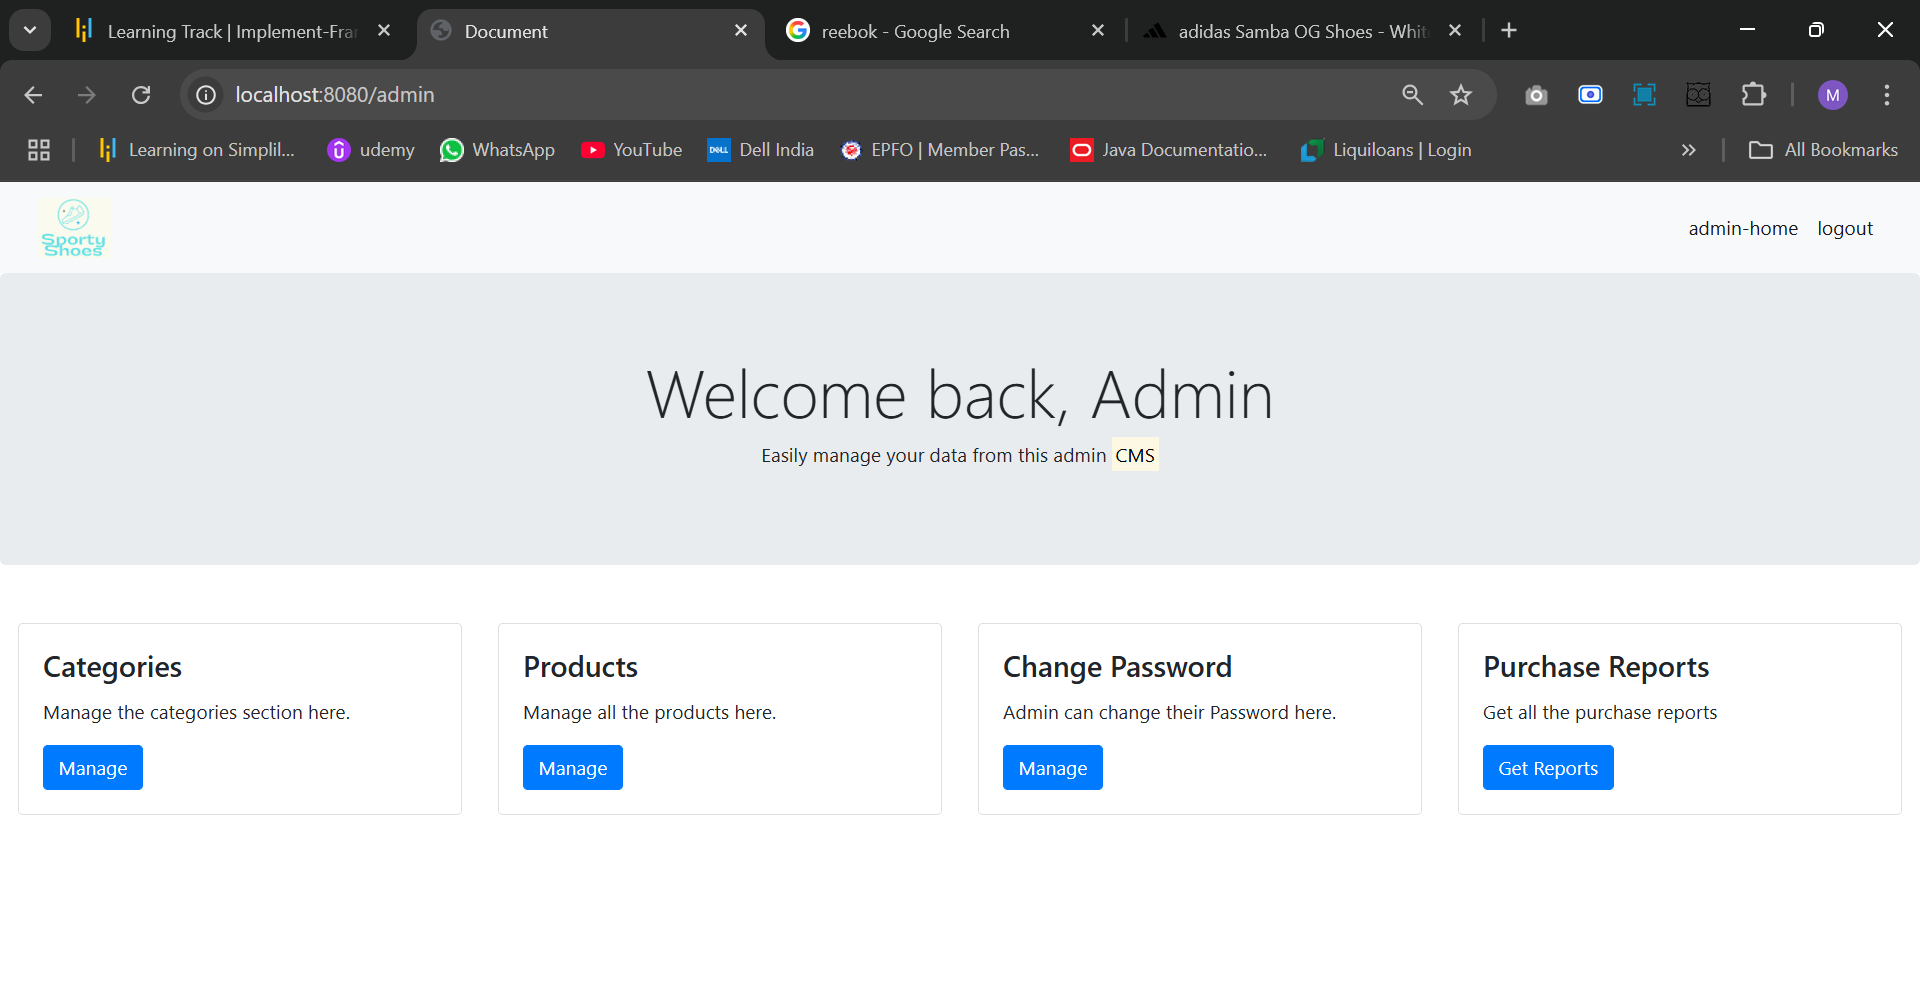 Learning Track | Implement-Fra
Document
reebok - Google Search
adidas Samba OG Shoes - Whit
localhost:8080/admin
M
Learning on Simplil...
udemy
WhatsApp
YouTube
DELL
Dell India
EPFO | Member Pas...
Java Documentatio...
Liquiloans | Login
All Bookmarks
Sporty
Shoes
admin-home
logout
Welcome back, Admin
Easily manage your data from this admin CMS
Categories
Manage the categories section here.
Manage
Products
Manage all the products here.
Manage
Change Password
Admin can change their Password here.
Manage
Purchase Reports
Get all the purchase reports
Get Reports